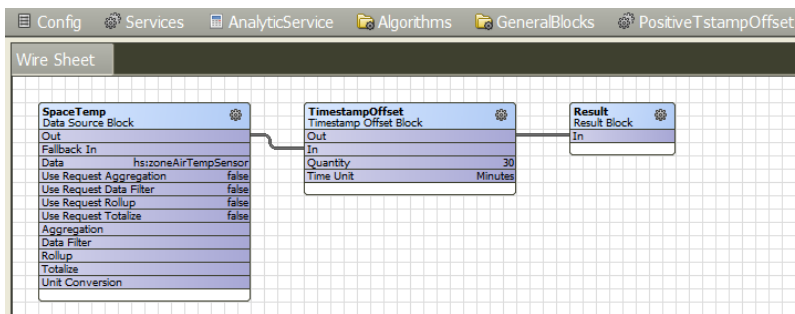 Config Services AnalyticService Algorithms GeneralBlocks PositiveTstampOffset
Wire Sheet
SpaceTemp
Data Source Block
Out
Fallback In
Data hs:zoneAirTempSensor
Use Request Aggregation false
Use Request Data Filter false
Use Request Rollup false
Use Request Totalize false
Aggregation
Data Filter
Rollup
Totalize
Unit Conversion
TimestampOffset
Timestamp Offset Block
Out
In
Quantity 30
Time Unit Minutes
Result
Result Block
In